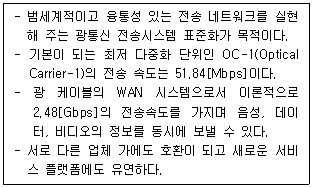 - 범세계적이고 융통성 있는 전송 네트워크를 실현
해 주는 광통신 전송시스템 표준화가 목적이다.
- 기본이 되는 최저 다중화 단위인 OC-1(Optical
Carrier-1)의 전송 속도는 51.84[Mbps]이다.
- 광 케이블의 WAN 시스템으로서 이론적으로
2.48[Gbps]의 전송속도를 가지며 음성, 데이
터, 비디오의 정보를 동시에 보낼 수 있다.
- 서로 다른 업체 가에도 호환이 되고 새로운 서비
스 플랫폼에도 유연하다.